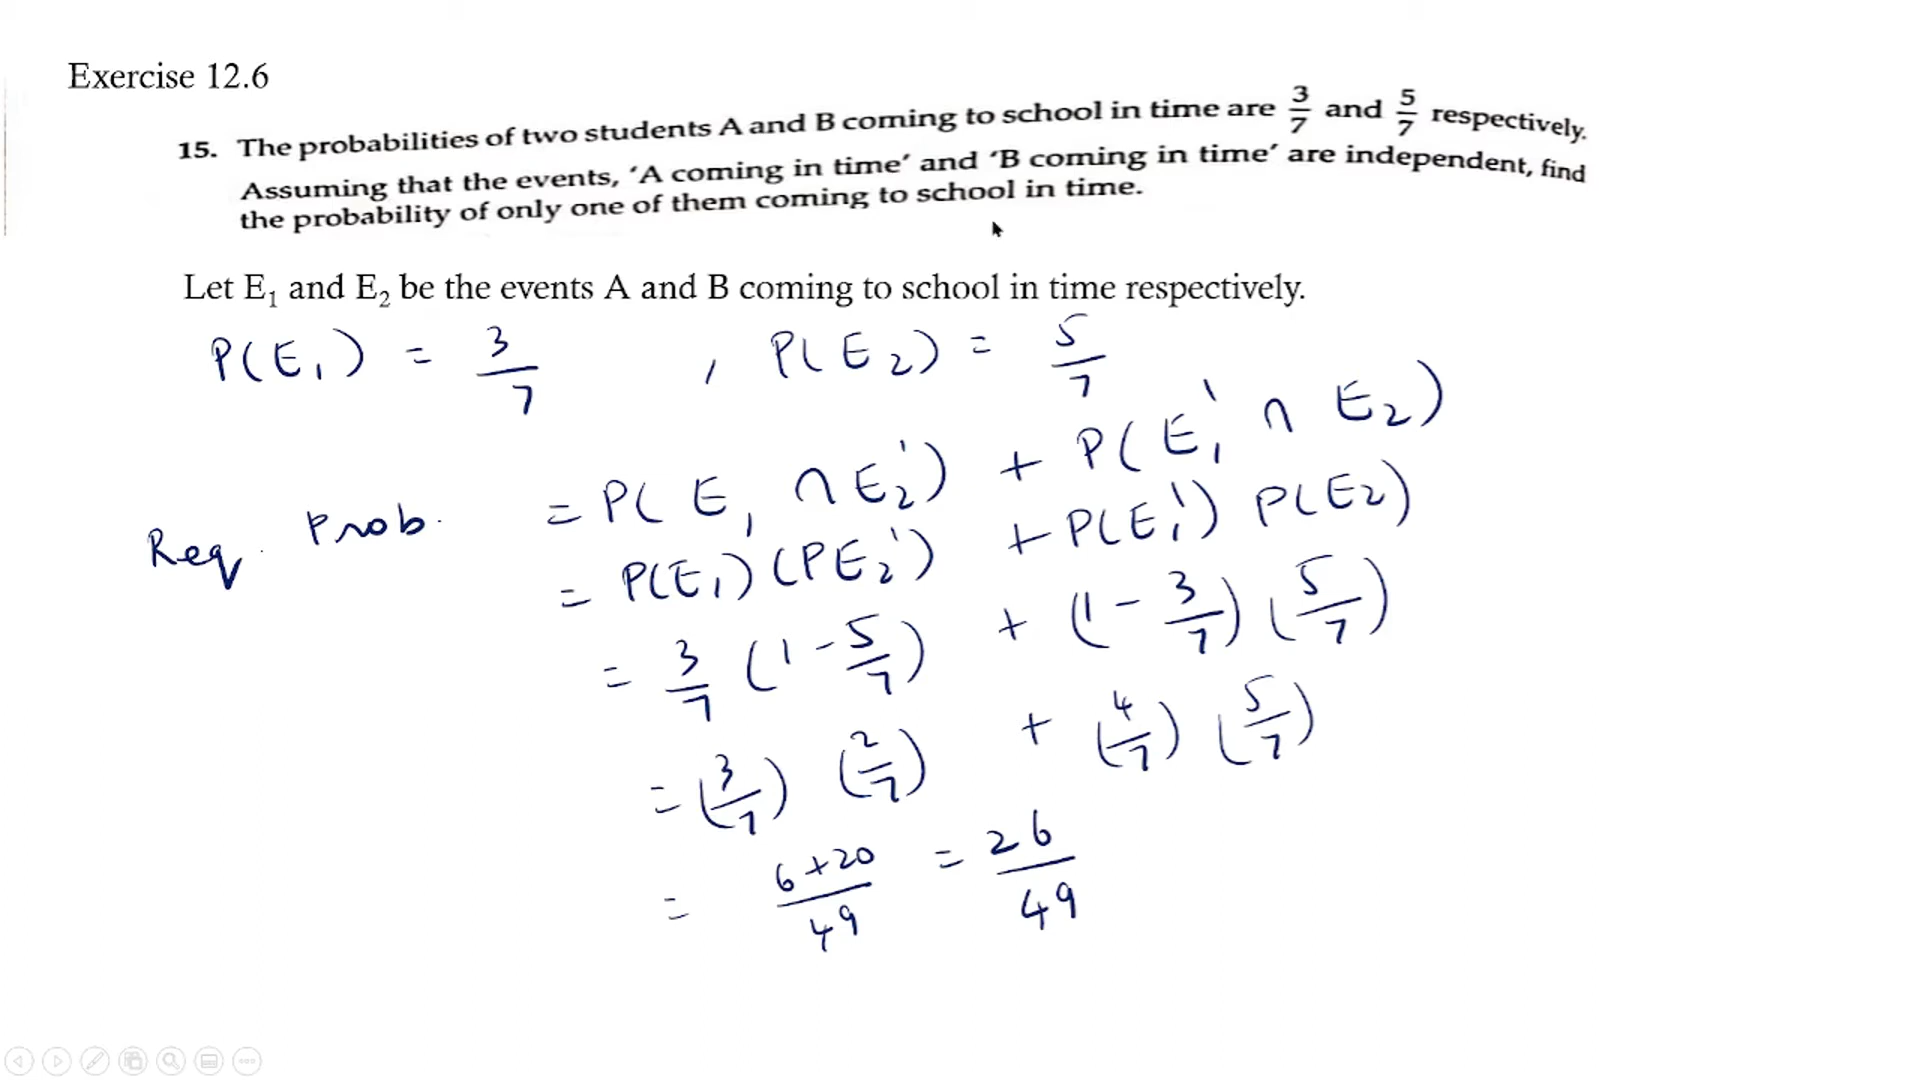 Exercise 12.6
15. The probabilities of two students A and B coming to school in time are 3/7 and 5/7 respectively.
Assuming that the events, ‘A coming in time’ and ‘B coming in time’ are independent, find
the probability of only one of them coming to school in time.
Let E₁ and E₂ be the events A and B coming to school in time respectively.
P(E₁) = 3/7 , P(E₂) = 5/7
Req. Prob. = P(E₁ ∩ E₂') + P(E₁' ∩ E₂)
= P(E₁)(PE₂') + P(E₁') P(E₂)
= 3/7 (1 - 5/7) + (1 - 3/7)(5/7)
= (3/7) (2/7) + (4/7) (5/7)
= 6+20/49 = 26/49